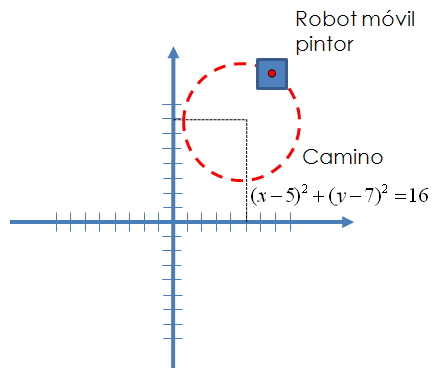 Robot móvil
pintor
Camino
(x−5)²+(y−7)²=16